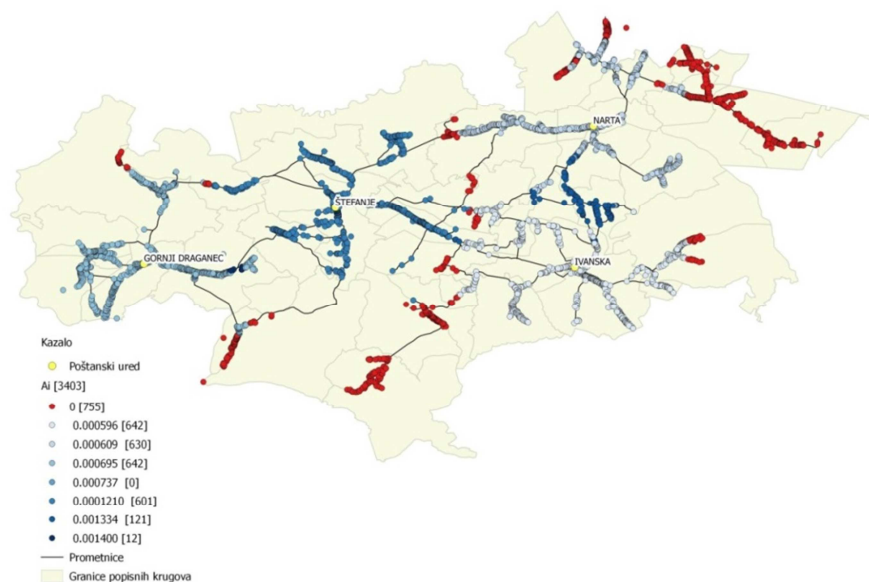 NARTA
ŠTEFANJE
GORNJI DRAGANEC
IVANSKA
Kazalo
Poštanski ured
Ai [3403]
0 [755]
0.000596 [642]
0.000609 [630]
0.000695 [642]
0.000737 [0]
0.0001210 [601]
0.001334 [121]
0.001400 [12]
Prometnice
Granice popisnih krugova